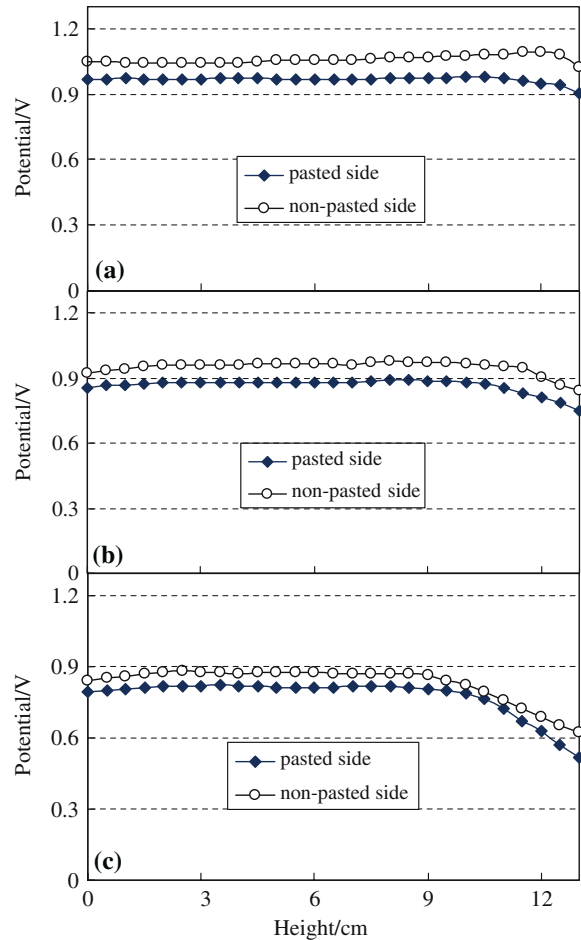 1.2
0.9
0.6
0.3
0
Potential/V
pasted side
non-pasted side
(a)
1.2
0.9
0.6
0.3
0
Potential/V
pasted side
non-pasted side
(b)
1.2
0.9
0.6
0.3
0
Potential/V
pasted side
non-pasted side
(c)
0 3 6 9 12
Height/cm